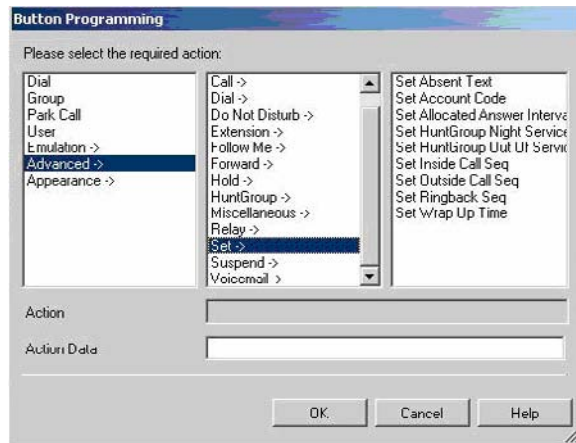 Button Programming
Please select the required action:
Dial
Group
Park Call
User
Emulation ->
Advanced ->
Appearance ->
Call ->
Dial ->
Do Not Disturb ->
Extension ->
Follow Me ->
Forward ->
Hold ->
HuntGroup ->
Miscellaneous ->
Relay ->
Set ->
Suspend ->
Voicemail ->
Set Absent Text
Set Account Code
Set Allocated Answer Interva
Set HuntGroup Night Service
Set HuntGroup Out Of Servic
Set Inside Call Seq
Set Outside Call Seq
Set Ringback Seq
Set Wrap Up Time
Action
Action Data
OK
Cancel
Help